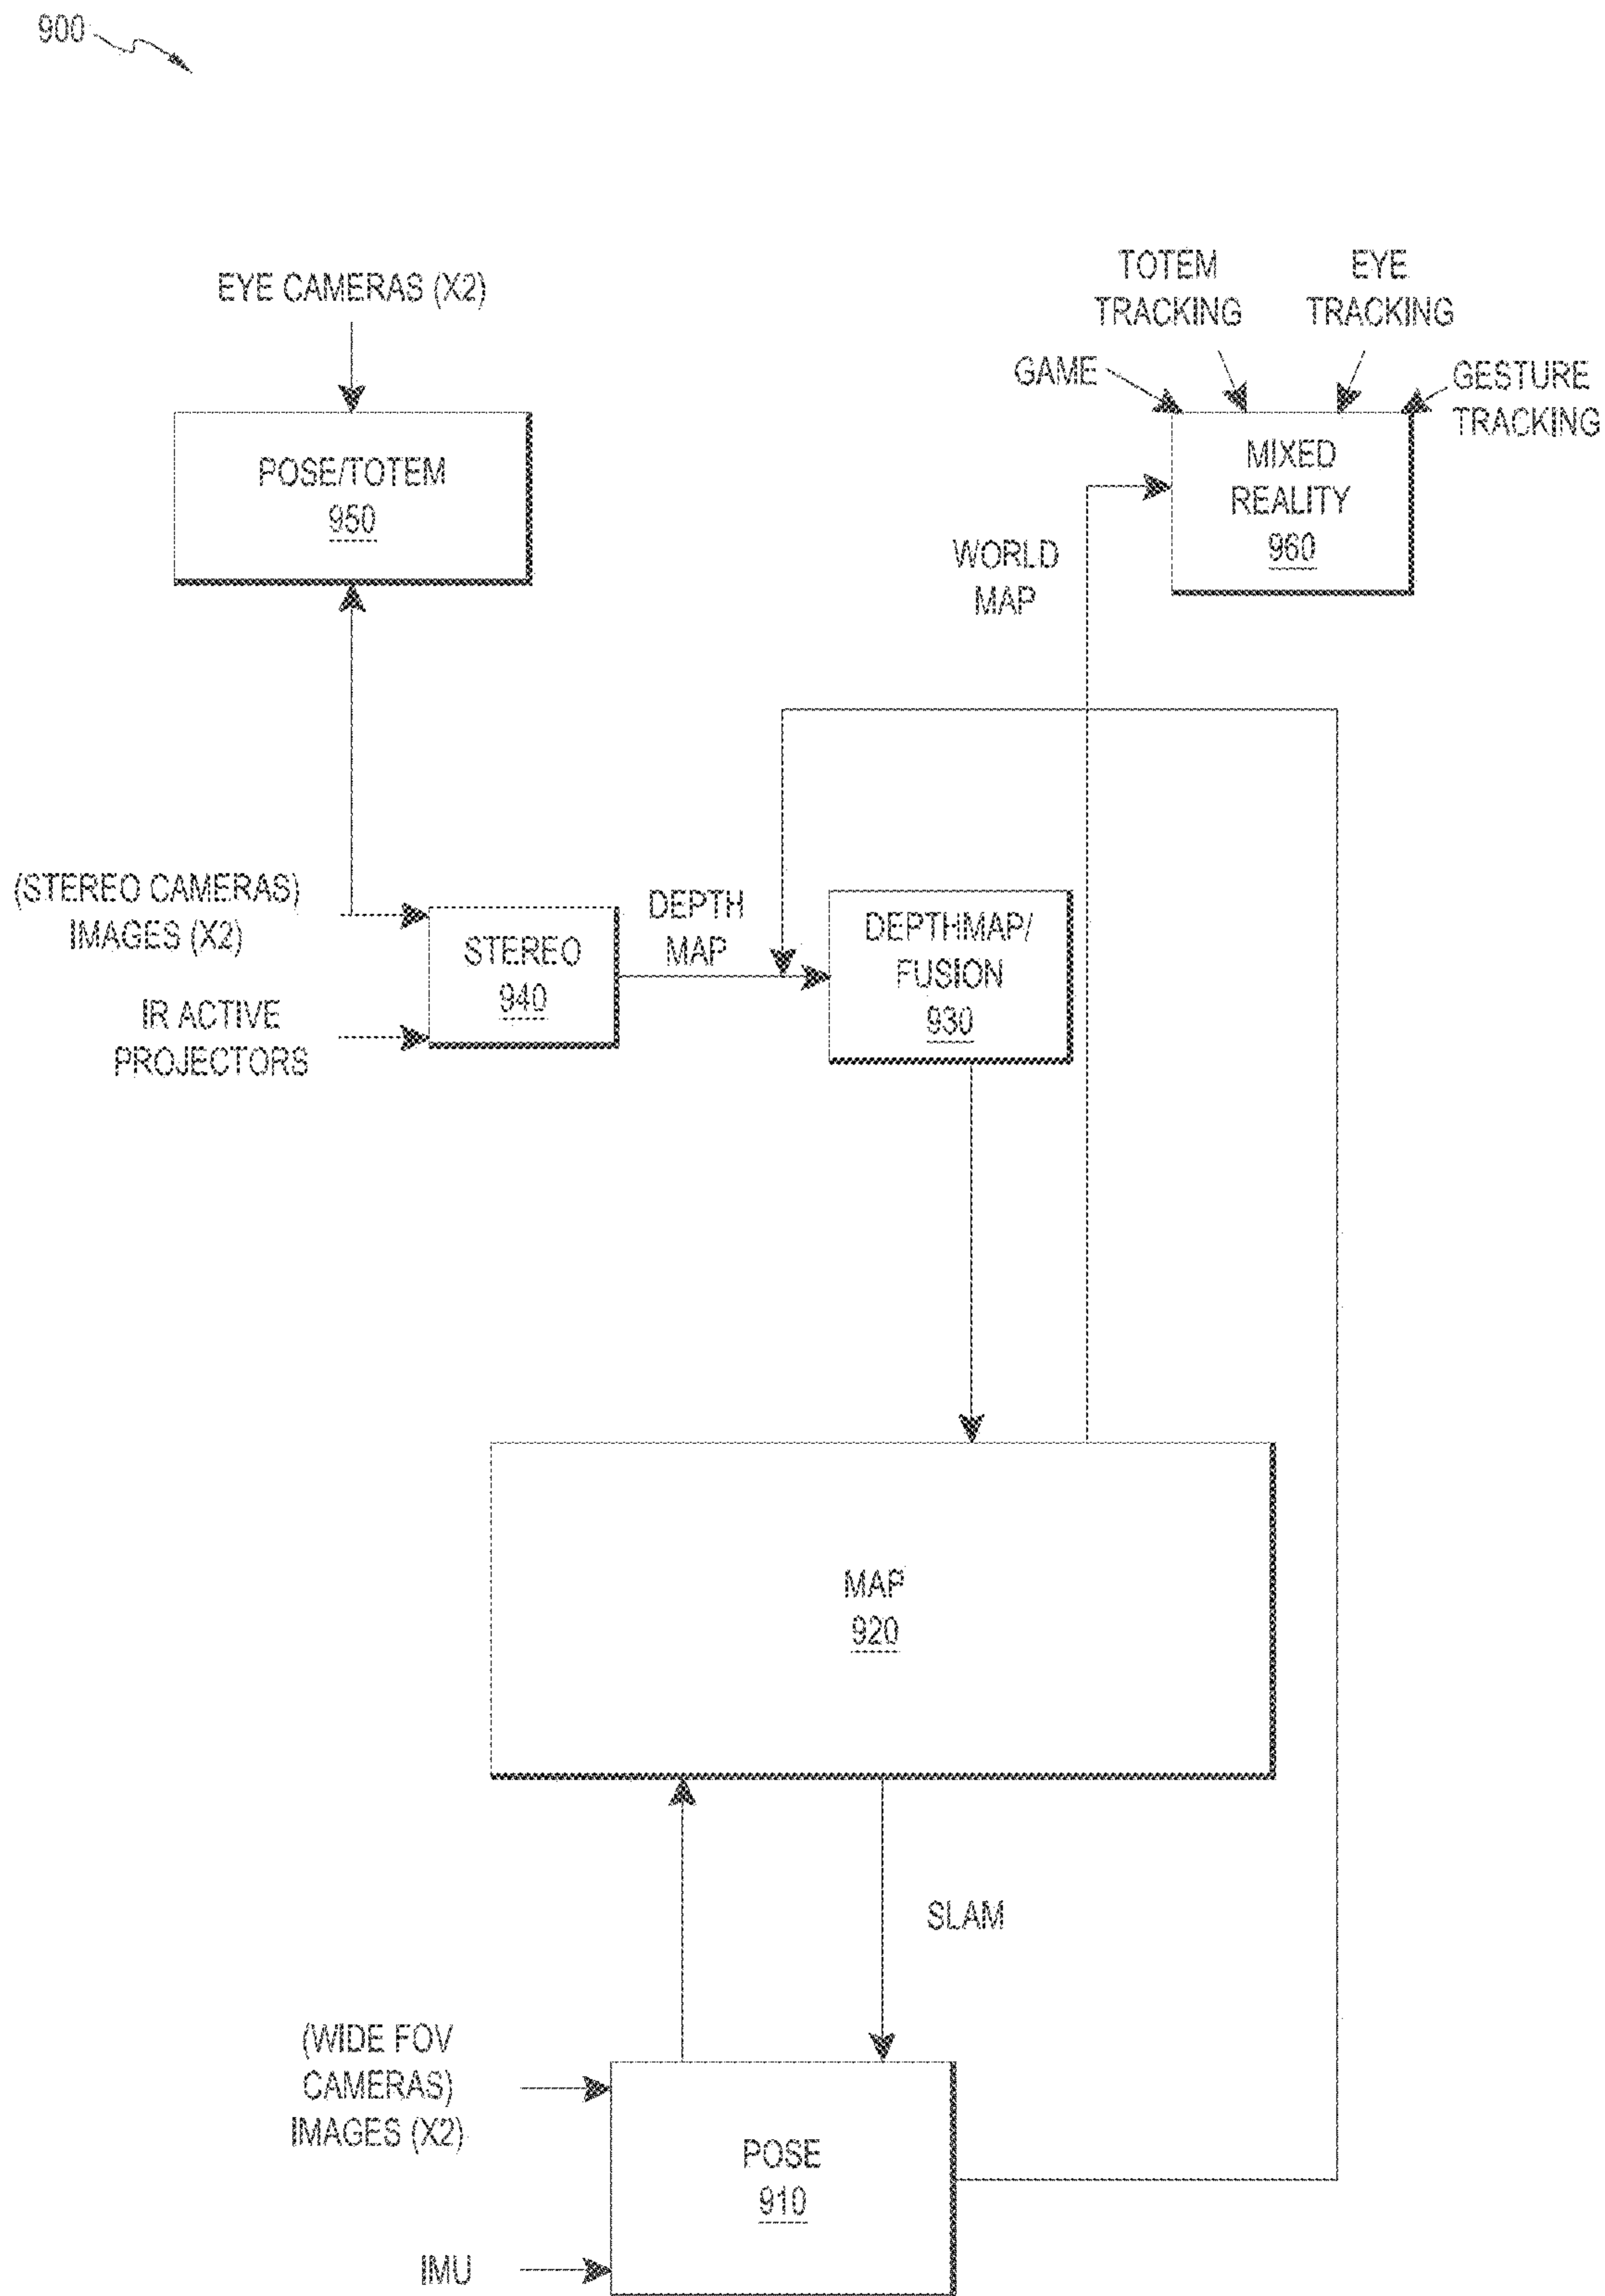 900
EYE CAMERAS (X2)
POSE/TOTEM
950
TOTEM
TRACKING
EYE
TRACKING
GAME
GESTURE
TRACKING
MIXED
REALITY
960
WORLD
MAP
(STEREO CAMERAS)
IMAGES (X2)
IR ACTIVE
PROJECTORS
STEREO
940
DEPTH
MAP
DEPTHMAP/
FUSION
930
MAP
920
SLAM
(WIDE FOV
CAMERAS)
IMAGES (X2)
IMU
POSE
910